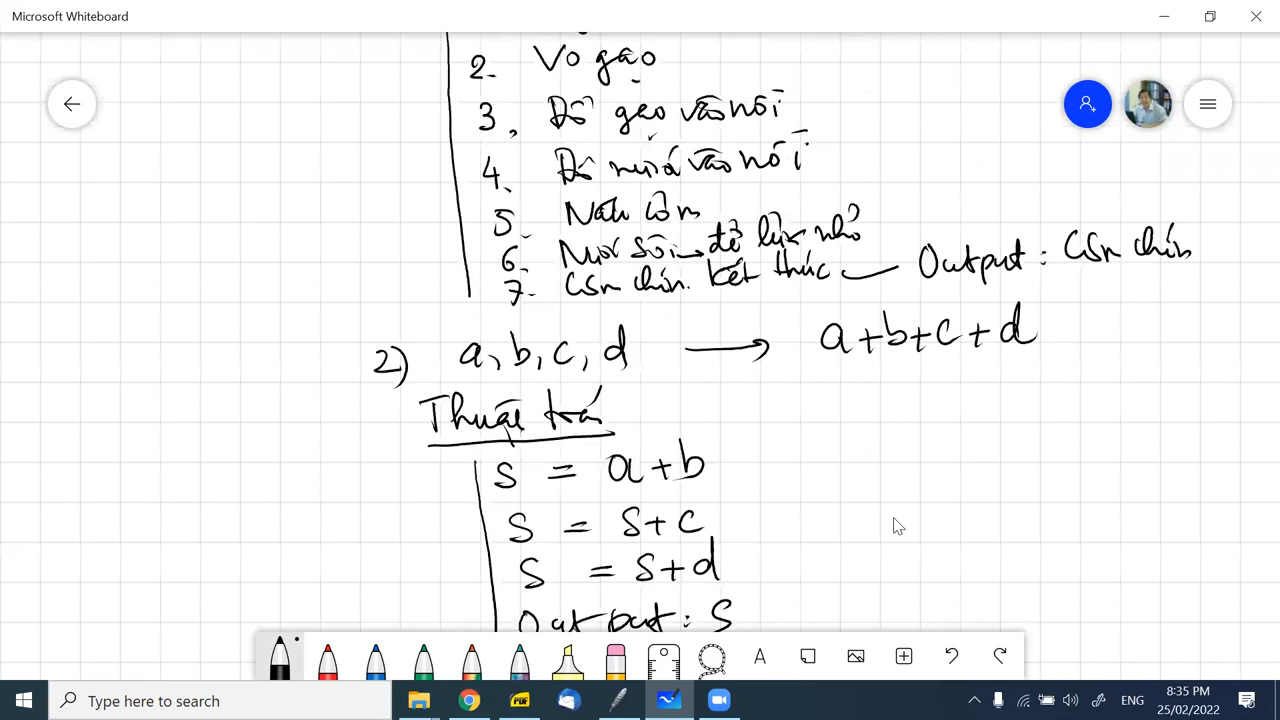 Microsoft Whiteboard
2. Vo gạo
3. Đổ gạo vào nồi
4. Đổ nước vào nồi
5. Nấu cơm
6. Nước sôi → để lửa nhỏ
7. Cơm chín. kết thúc — Output: Cơm chín
2) a, b, c, d → a+b+c+d
Thuật toán
S = a+b
S = S+c
S = S+d
Output: S
Type here to search
PDF
ENG
8:35 PM
25/02/2022